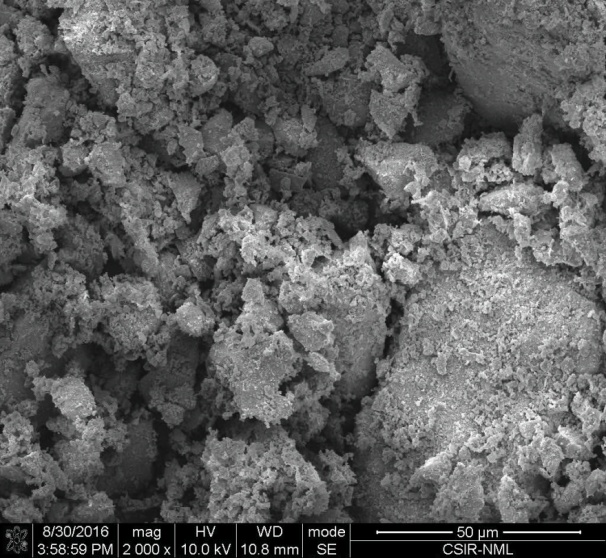 8/30/2016 mag HV WD mode 50 µm
3:58:59 PM 2 000 x 10.0 kV 10.8 mm SE CSIR-NML